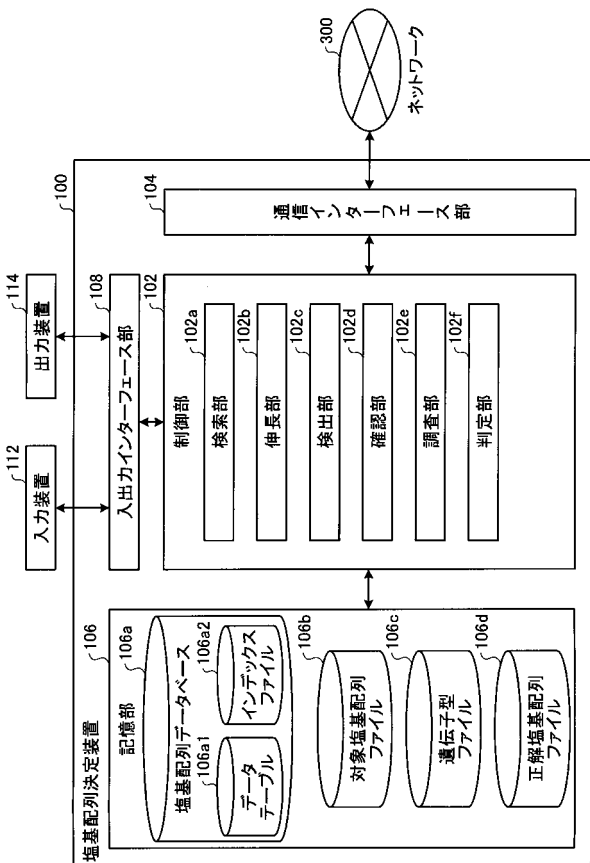 塩基配列決定装置
100
入力装置
112
出力装置
114
入出力インターフェース部
108
記憶部
106
塩基配列データベース
106a
データ
テーブル
106a1
インデックス
ファイル
106a2
対象塩基配列
ファイル
106b
遺伝子型
ファイル
106c
正解塩基配列
ファイル
106d
制御部
102
検索部
102a
伸長部
102b
検出部
102c
確認部
102d
調査部
102e
判定部
102f
通信インターフェース部
104
300
ネットワーク